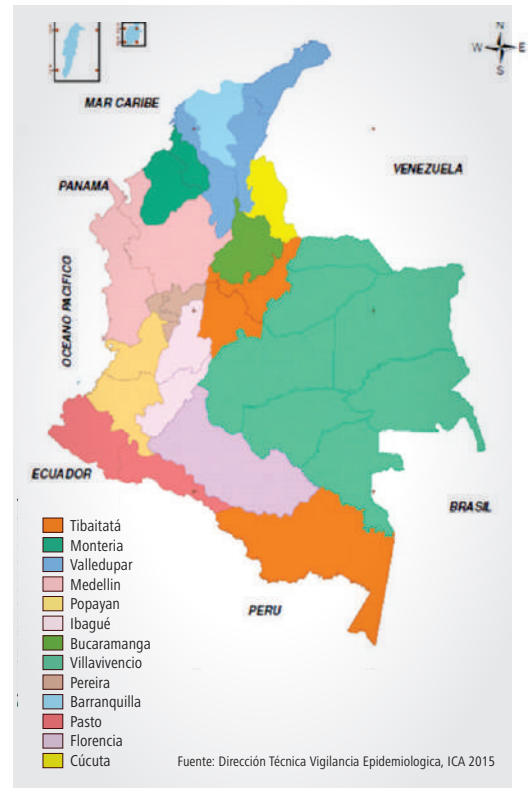 N
W E
S
MAR CARIBE
VENEZUELA
PANAMA
OCEANO PACIFICO
ECUADOR
BRASIL
PERU
Tibaitatá
Monteria
Valledupar
Medellin
Popayan
Ibagué
Bucaramanga
Villavivencio
Pereira
Barranquilla
Pasto
Florencia
Cúcuta
Fuente: Dirección Técnica Vigilancia Epidemiologica, ICA 2015